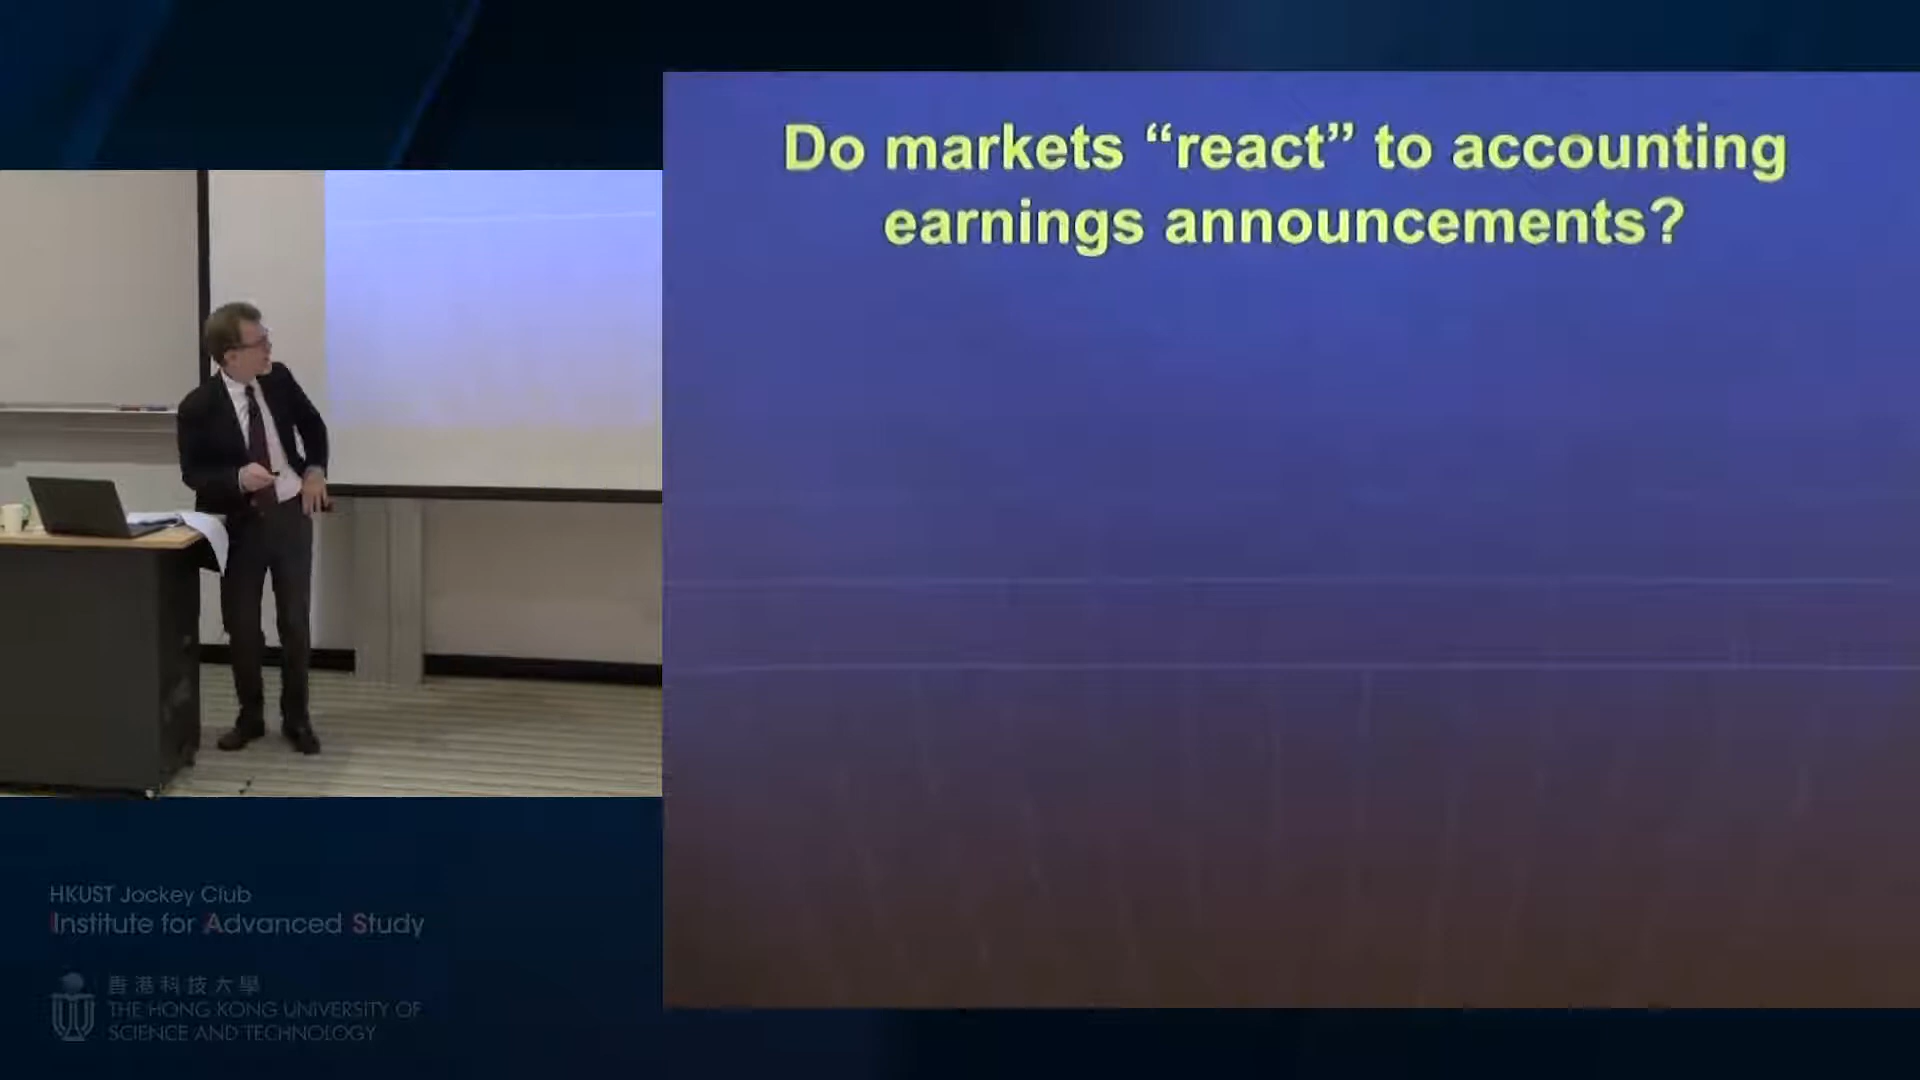 Do markets “react” to accounting
earnings announcements?
HKUST Jockey Club
Institute for Advanced Study
香港科技大學
THE HONG KONG UNIVERSITY OF
SCIENCE AND TECHNOLOGY